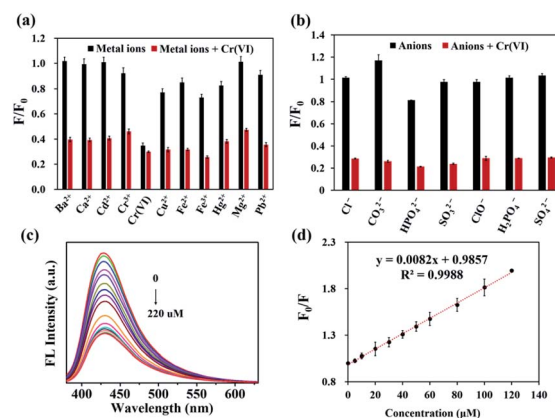 (a)
Metal ions
Metal ions + Cr(VI)
F/F₀
1.2
1.0
0.8
0.6
0.4
0.2
0.0
Ba²⁺
Ca²⁺
Cd²⁺
Cr³⁺
Cr(VI)
Cu²⁺
Fe²⁺
Fe³⁺
Hg²⁺
Mg²⁺
Pb²⁺
(b)
Anions
Anions + Cr(VI)
F/F₀
1.4
1.2
1
0.8
0.6
0.4
0.2
0
Cl⁻
CO₃²⁻
HPO₄²⁻
SO₃²⁻
ClO⁻
H₂PO₄⁻
SO₄²⁻
(c)
FL Intensity (a.u.)
0
220 uM
400 450 500 550 600
Wavelength (nm)
(d)
y = 0.0082x + 0.9857
R² = 0.9988
F₀/F
2.0
1.6
1.2
0.8
0 20 40 60 80 100 120 140
Concentration (µM)